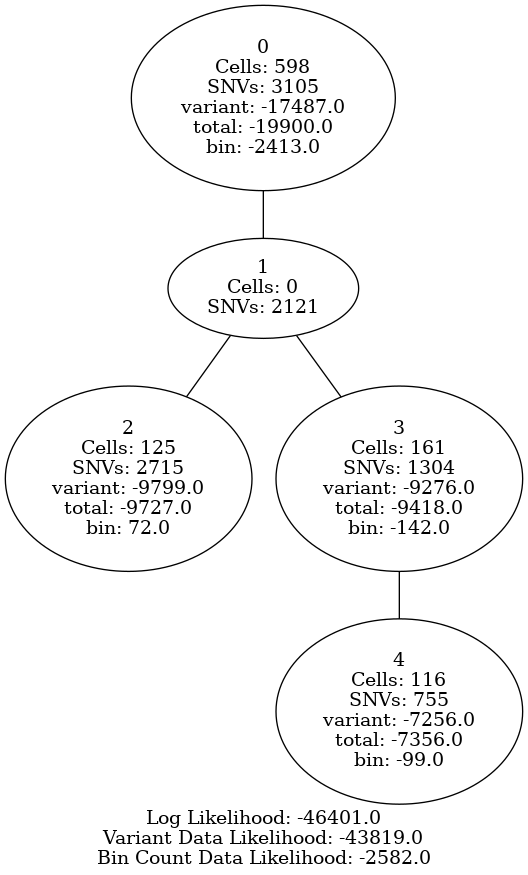 0
Cells: 598
SNVs: 3105
variant: -17487.0
total: -19900.0
bin: -2413.0
1
Cells: 0
SNVs: 2121
2
Cells: 125
SNVs: 2715
variant: -9799.0
total: -9727.0
bin: 72.0
3
Cells: 161
SNVs: 1304
variant: -9276.0
total: -9418.0
bin: -142.0
4
Cells: 116
SNVs: 755
variant: -7256.0
total: -7356.0
bin: -99.0
Log Likelihood: -46401.0
Variant Data Likelihood: -43819.0
Bin Count Data Likelihood: -2582.0